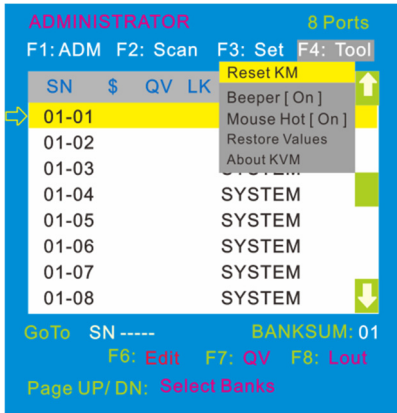 ADMINISTRATOR 8 Ports
F1: ADM F2: Scan F3: Set F4: Tool
SN $ QV LK
Reset KM
Beeper [ On ]
Mouse Hot [ On ]
Restore Values
About KVM
01-01
01-02
01-03
01-04 SYSTEM
01-05 SYSTEM
01-06 SYSTEM
01-07 SYSTEM
01-08 SYSTEM
GoTo SN ----- BANKSUM: 01
F6: Edit F7: QV F8: Lout
Page UP/ DN: Select Banks